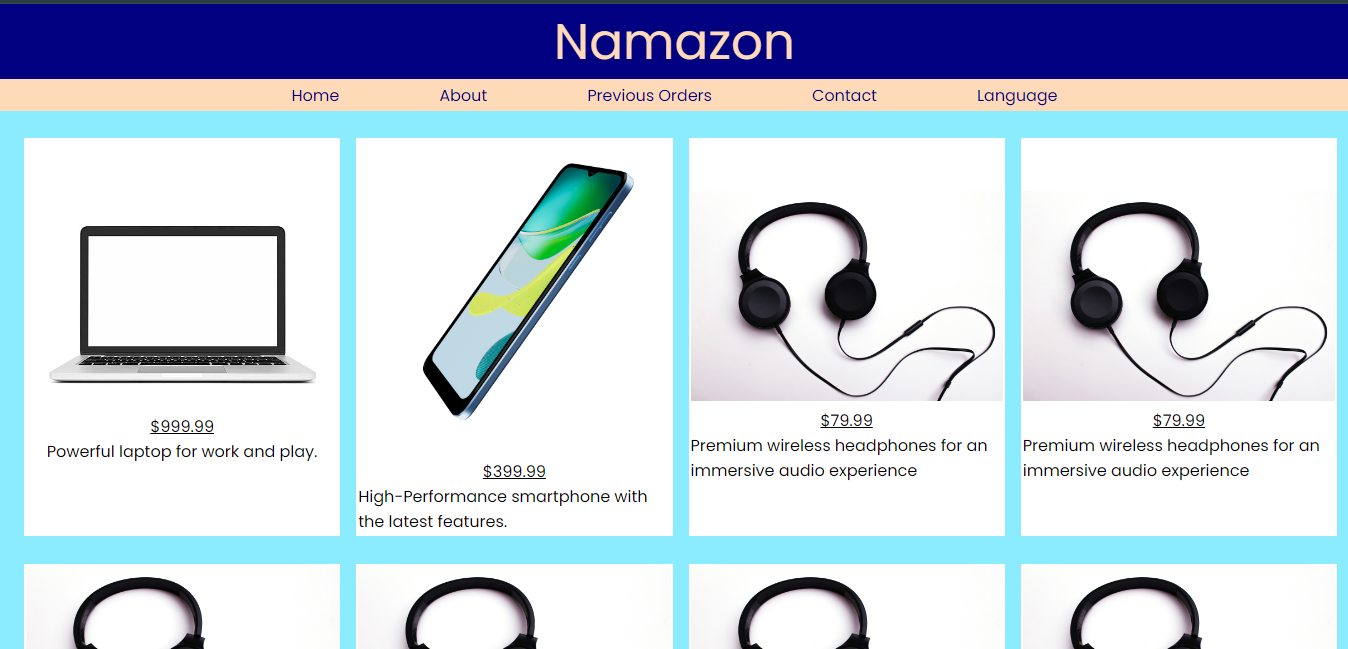 Namazon
Home About Previous Orders Contact Language
$999.99
Powerful laptop for work and play.
$399.99
High-Performance smartphone with
the latest features.
$79.99
Premium wireless headphones for an
immersive audio experience
$79.99
Premium wireless headphones for an
immersive audio experience